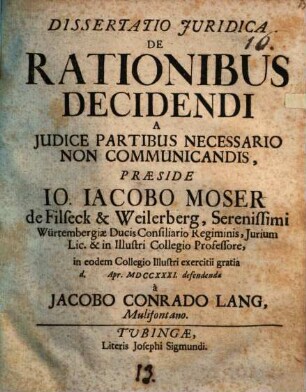 DISSERTATIO JURIDICA
10.
DE
RATIONIBUS
DECIDENDI
A
JUDICE PARTIBUS NECESSARIO
NON COMMUNICANDIS,
PRÆSIDE
IO. IACOBO MOSER
de Filseck & Weilerberg, Serenissimi
Würtembergiæ Ducis Consiliario Regiminis, Jurium
Lic. & in Illustri Collegio Professore,
in eodem Collegio Illustri exercitii gratia
d. Apr. MDCCXXXI. defendenda
à
JACOBO CONRADO LANG,
Mulifontano.
TUBINGÆ,
Literis Josephi Sigmundi.
13.